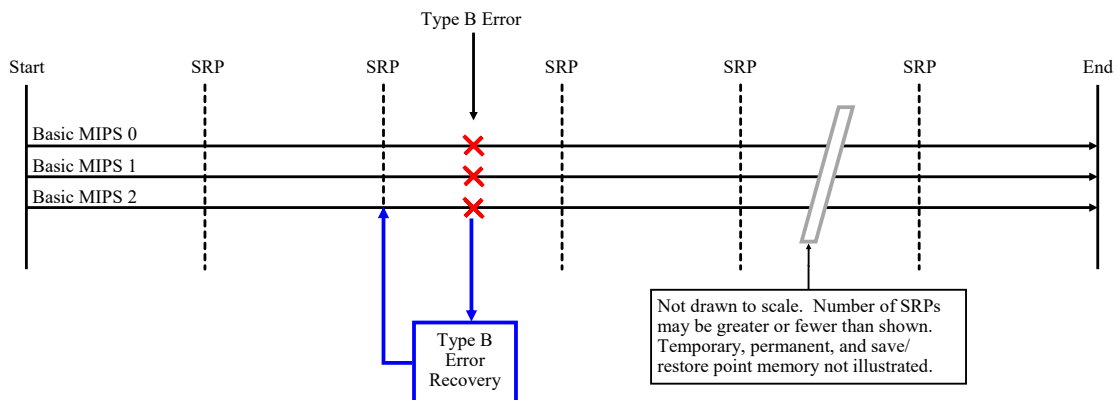 Type B Error
Start
SRP
SRP
SRP
SRP
SRP
End
Basic MIPS 0
Basic MIPS 1
Basic MIPS 2
Type B
Error
Recovery
Not drawn to scale. Number of SRPs
may be greater or fewer than shown.
Temporary, permanent, and save/
restore point memory not illustrated.